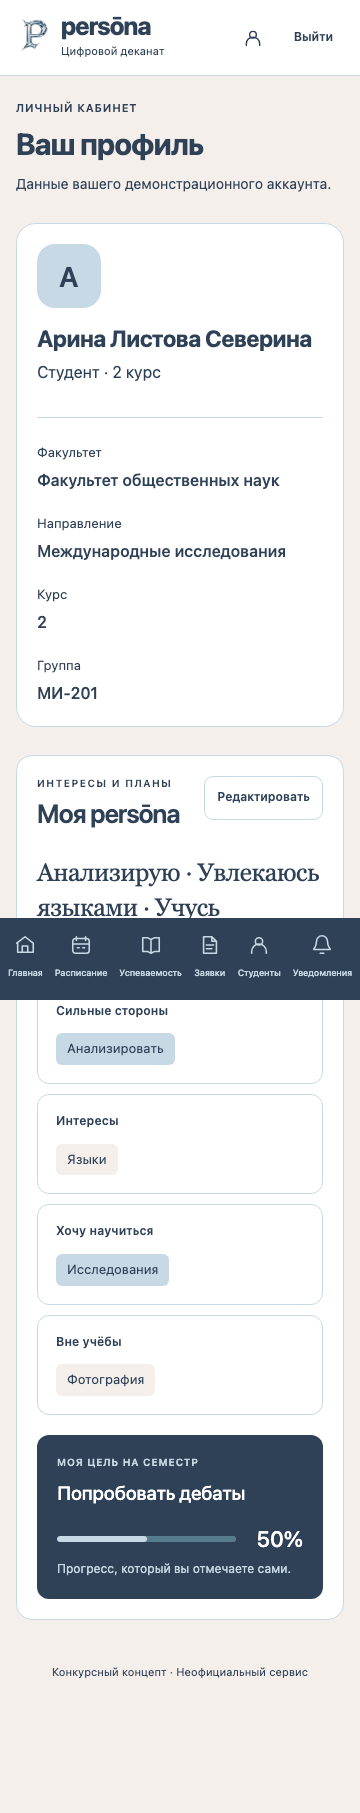 persōna
Цифровой деканат
Выйти
ЛИЧНЫЙ КАБИНЕТ
Ваш профиль
Данные вашего демонстрационного аккаунта.
А
Арина Листова Северина
Студент · 2 курс
Факультет
Факультет общественных наук
Направление
Международные исследования
Курс
2
Группа
МИ-201
ИНТЕРЕСЫ И ПЛАНЫ
Моя persōna
Редактировать
Анализирую · Увлекаюсь
языками · Учусь
Главная
Расписание
Успеваемость
Заявки
Студенты
Уведомления
Сильные стороны
Анализировать
Интересы
Языки
Хочу научиться
Исследования
Вне учёбы
Фотография
МОЯ ЦЕЛЬ НА СЕМЕСТР
Попробовать дебаты
50%
Прогресс, который вы отмечаете сами.
Конкурсный концепт · Неофициальный сервис